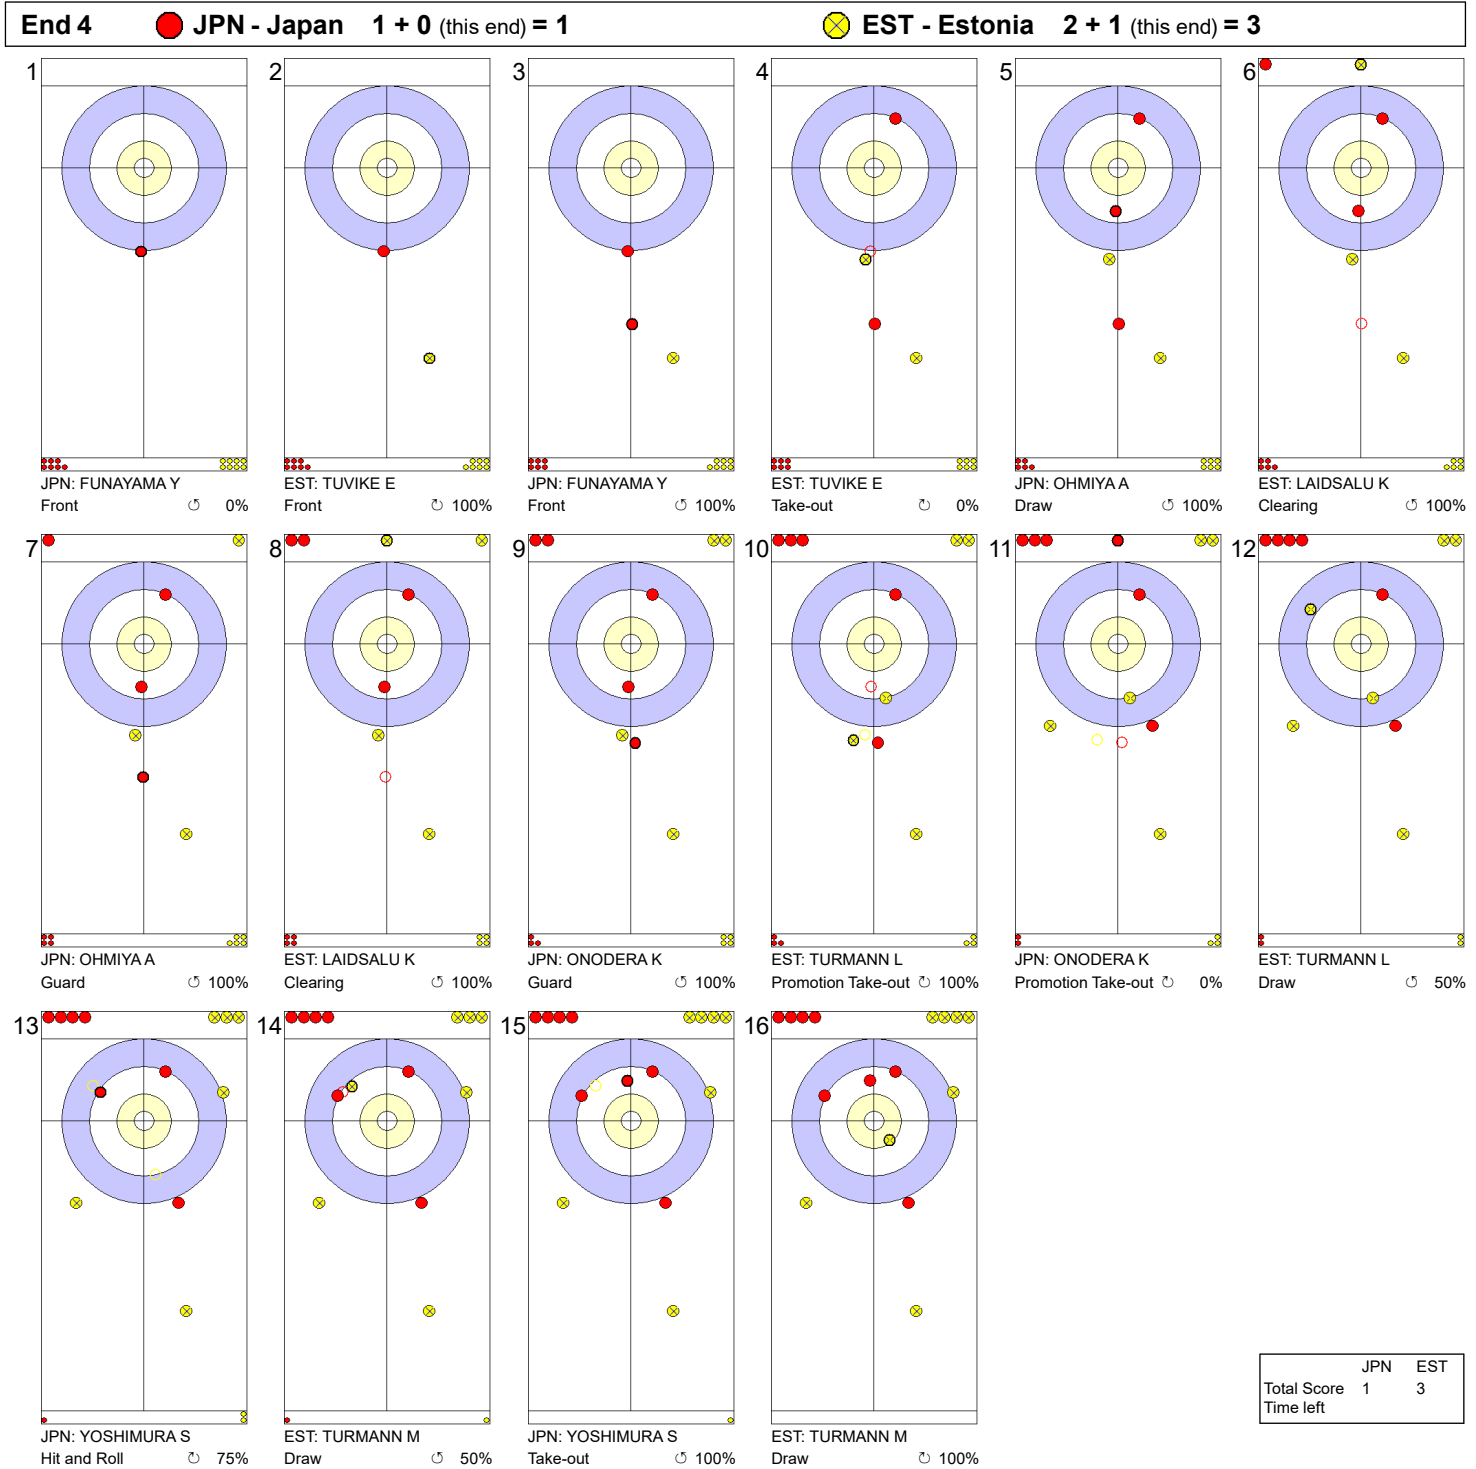 End 4 JPN - Japan 1 + 0 (this end) = 1 EST - Estonia 2 + 1 (this end) = 3
1 2 3 4 5 6
JPN: FUNAYAMA Y EST: TUVIKE E JPN: FUNAYAMA Y EST: TUVIKE E JPN: OHMIYA A EST: LAIDSALU K
Front ↺ 0% Front ↻ 100% Front ↺ 100% Take-out ↻ 0% Draw ↺ 100% Clearing ↺ 100%
7 8 9 10 11 12
JPN: OHMIYA A EST: LAIDSALU K JPN: ONODERA K EST: TURMANN L JPN: ONODERA K EST: TURMANN L
Guard ↺ 100% Clearing ↺ 100% Guard ↺ 100% Promotion Take-out ↻ 100% Promotion Take-out ↻ 0% Draw ↺ 50%
13 14 15 16
JPN: YOSHIMURA S EST: TURMANN M JPN: YOSHIMURA S EST: TURMANN M
Hit and Roll ↻ 75% Draw ↺ 50% Take-out ↺ 100% Draw ↺ 100%
JPN EST
Total Score 1 3
Time left